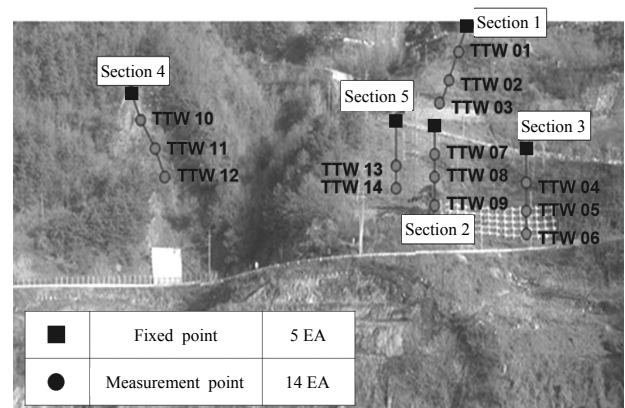 Section 1
TTW 01
TTW 02
TTW 03
Section 4
TTW 10
TTW 11
TTW 12
Section 5
TTW 13
TTW 14
TTW 07
TTW 08
TTW 09
Section 2
Section 3
TTW 04
TTW 05
TTW 06
Fixed point 5 EA
Measurement point 14 EA